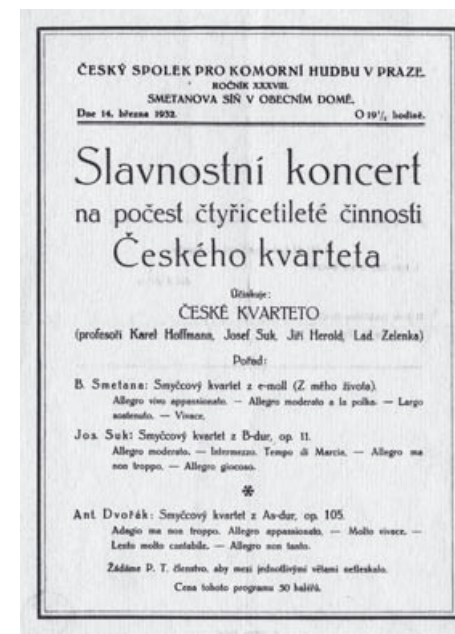 ČESKÝ SPOLEK PRO KOMORNÍ HUDBU V PRAZE.
ROČNÍK XXXVIII.
SMETANOVA SÍŇ V OBECNÍM DOMĚ.
Dne 14. března 1932. O 19½ hodině.
Slavnostní koncert
na počest čtyřicetileté činnosti
Českého kvarteta
Účinkuje:
ČESKÉ KVARTETO
(profesoři Karel Hoffmann, Josef Suk, Jiří Herold, Lad. Zelenka)
Pořad:
B. Smetana: Smyčcový kvartet z e-moll (Z mého života).
Allegro vivo appassionato. — Allegro moderato a la polka. — Largo
sostenuto. — Vivace.
Jos. Suk: Smyčcový kvartet z B-dur, op. 11.
Allegro moderato. — Intermezzo. Tempo di Marcia. — Allegro ma
non troppo. — Allegro giocoso.
Ant. Dvořák: Smyčcový kvartet z As-dur, op. 105.
Adagio ma non troppo. Allegro appassionato. — Molto vivace. —
Lento molto cantabile. — Allegro non tanto.
Žádáme P. T. členstvo, aby mezi jednotlivými větami netleskalo.
Cena tohoto programu 50 haléřů.